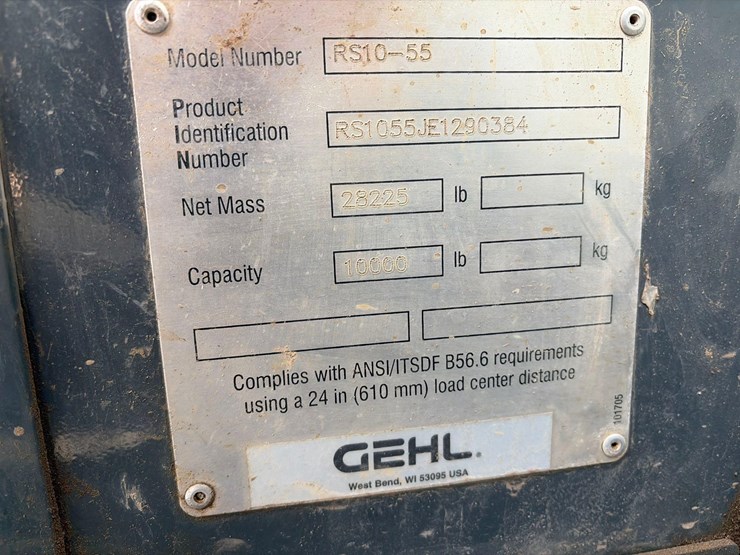 Model Number RS10-55
Product
Identification RS1055JE1290384
Number
Net Mass 28225 lb kg
Capacity 10000 lb kg
Complies with ANSI/ITSDF B56.6 requirements
using a 24 in (610 mm) load center distance
101705
GEHL®
West Bend, WI 53095 USA